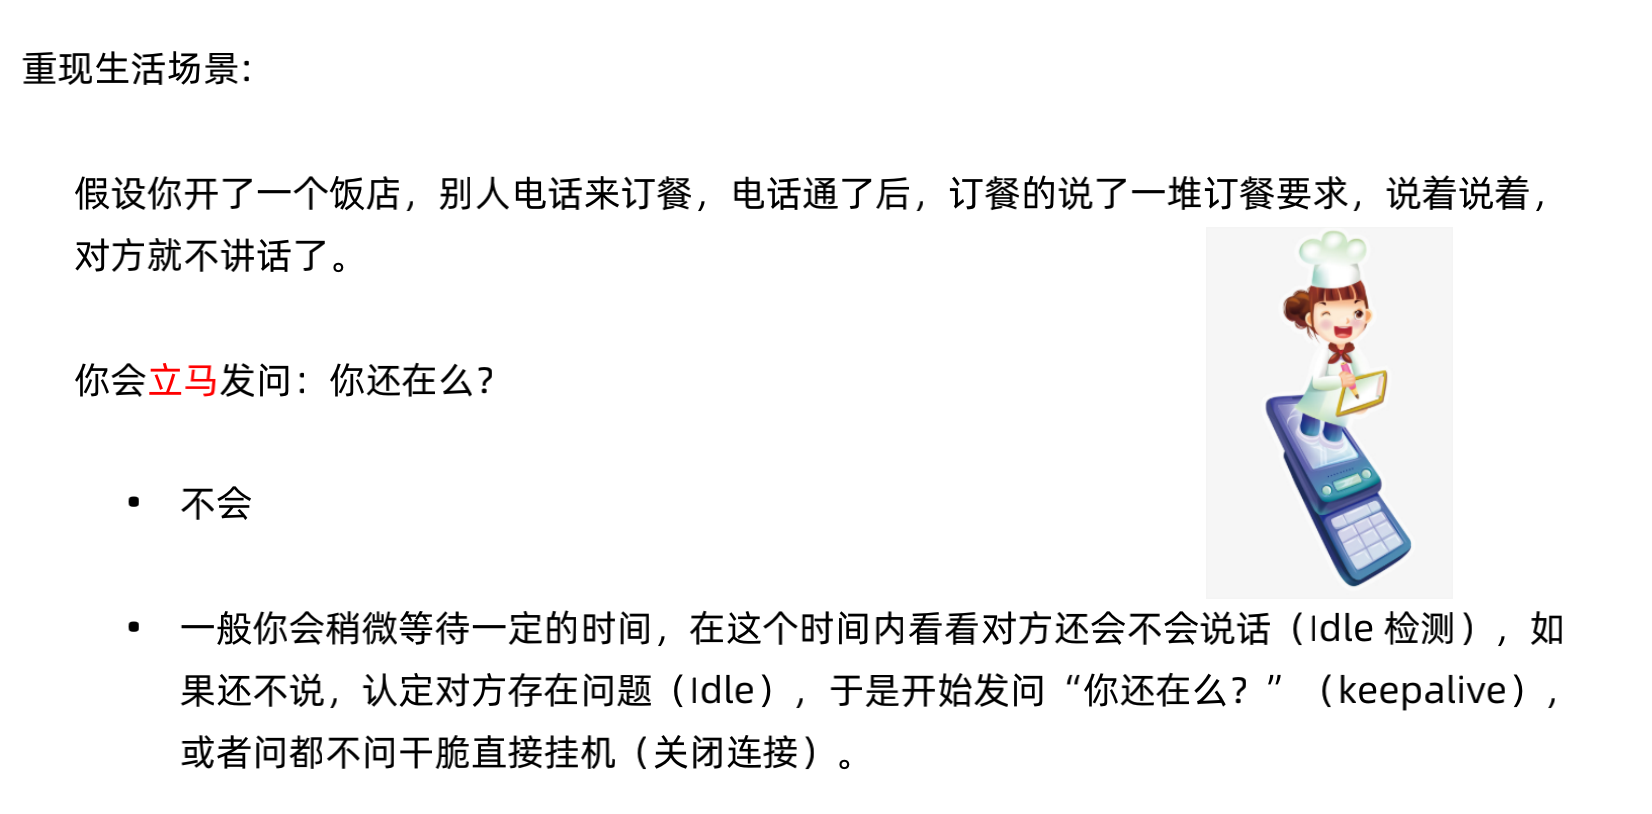 重现生活场景:
假设你开了一个饭店，别人电话来订餐，电话通了后，订餐的说了一堆订餐要求，说着说着，
对方就不讲话了。
你会立马发问：你还在么？
• 不会
• 一般你会稍微等待一定的时间，在这个时间内看看对方还会不会说话（Idle 检测），如
果还不说，认定对方存在问题（Idle），于是开始发问“你还在么？”（keepalive），
或者问都不问干脆直接挂机（关闭连接）。